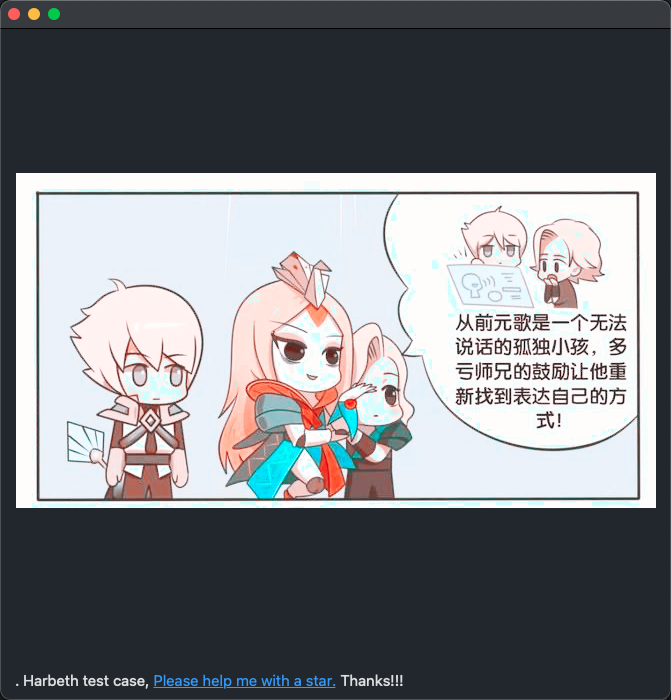 从前元歌是一个无法
说话的孤独小孩，多
亏师兄的鼓励让他重
新找到表达自己的方
式！
. Harbeth test case, Please help me with a star. Thanks!!!